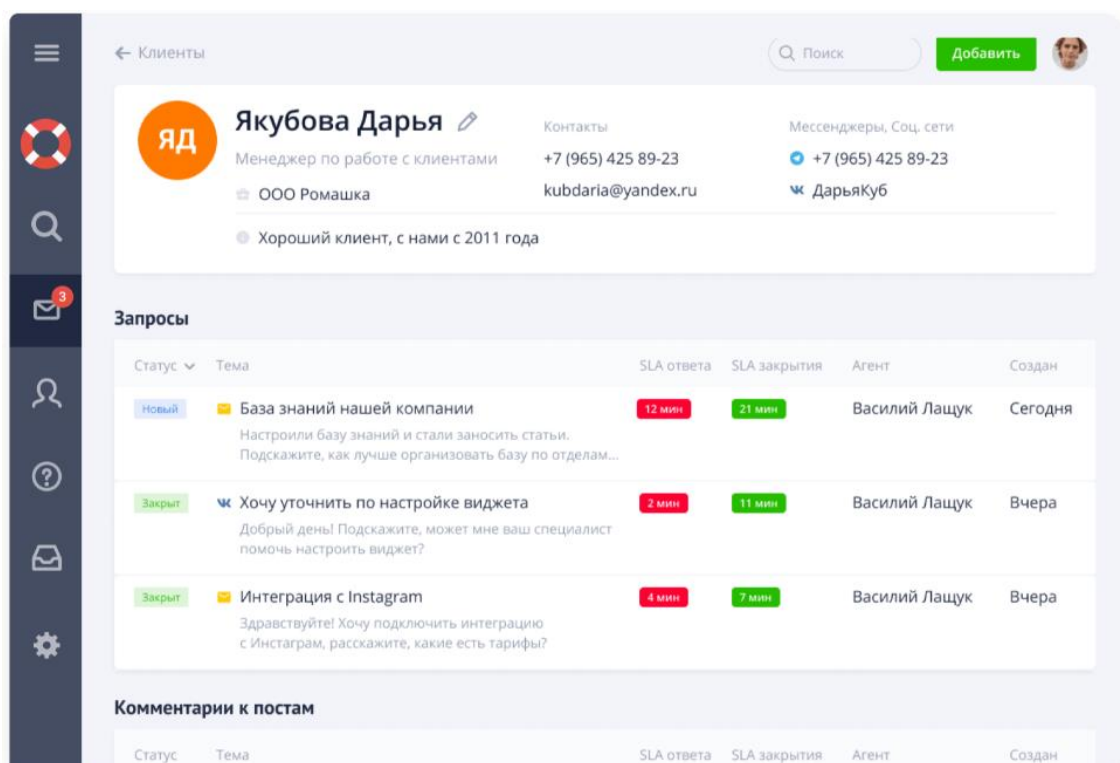 ← Клиенты
Поиск
Добавить
ЯД
Якубова Дарья
Менеджер по работе с клиентами
ООО Ромашка
Контакты
+7 (965) 425 89-23
kubdaria@yandex.ru
Мессенджеры, Соц. сети
+7 (965) 425 89-23
ДарьяКуб
Хороший клиент, с нами с 2011 года
3
Запросы
Статус Тема SLA ответа SLA закрытия Агент Создан
Новый База знаний нашей компании 12 мин 21 мин Василий Лащук Сегодня
Настроили базу знаний и стали заносить статьи.
Подскажите, как лучше организовать базу по отделам...
Закрыт Хочу уточнить по настройке виджета 2 мин 11 мин Василий Лащук Вчера
Добрый день! Подскажите, может мне ваш специалист
помочь настроить виджет?
Закрыт Интеграция с Instagram 4 мин 7 мин Василий Лащук Вчера
Здравствуйте! Хочу подключить интеграцию
с Инстаграм, расскажите, какие есть тарифы?
Комментарии к постам
Статус Тема SLA ответа SLA закрытия Агент Создан